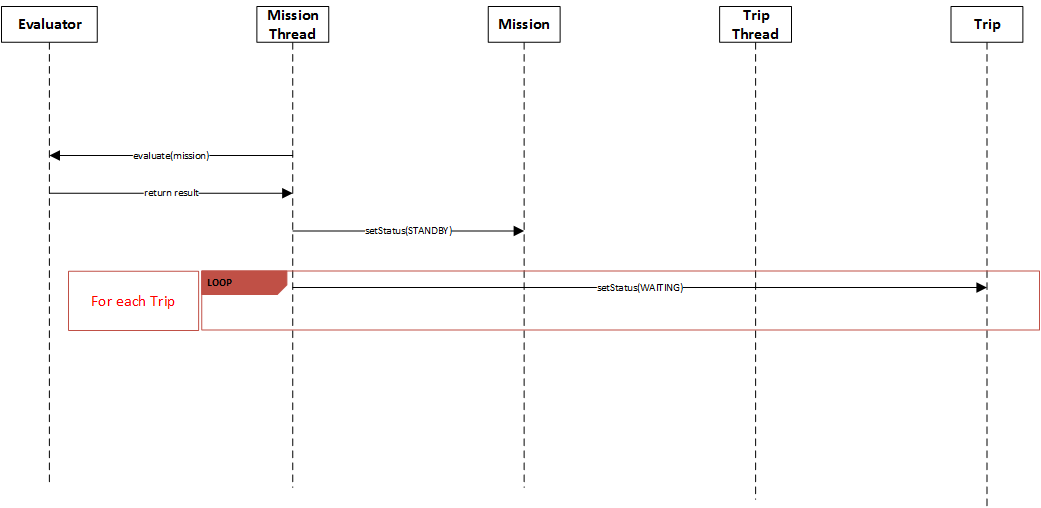 Evaluator
Mission
Thread
Mission
Trip
Thread
Trip
evaluate(mission)
return result
setStatus(STANDBY)
For each Trip
LOOP
setStatus(WAITING)